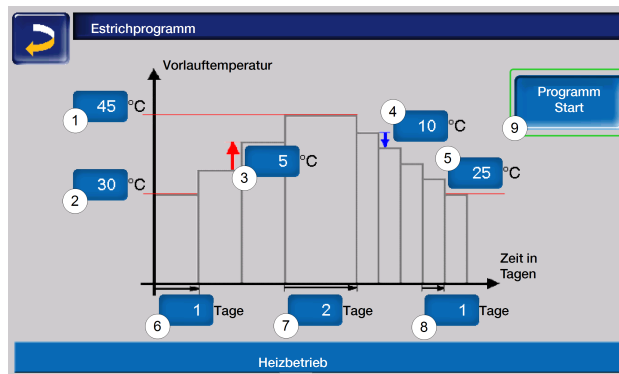 Estrichprogramm
Vorlauftemperatur
1 45 °C
4 10 °C
Programm
Start
9
3 5 °C
5 25 °C
2 30 °C
Zeit in
Tagen
6 1 Tage
7 2 Tage
8 1 Tage
Heizbetrieb